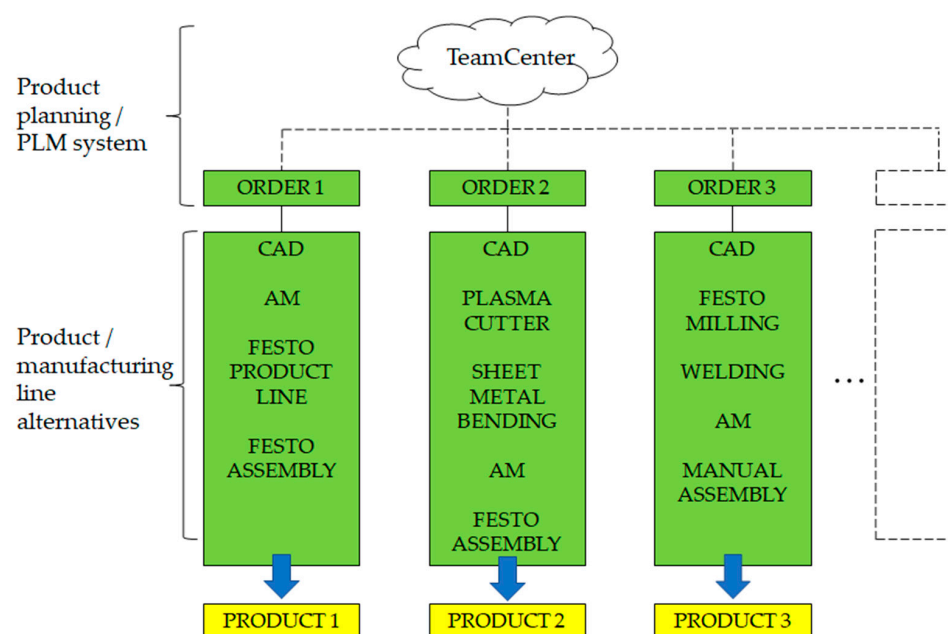 TeamCenter
Product
planning /
PLM system
ORDER 1
ORDER 2
ORDER 3
Product /
manufacturing
line
alternatives
CAD
AM
FESTO
PRODUCT
LINE
FESTO
ASSEMBLY
CAD
PLASMA
CUTTER
SHEET
METAL
BENDING
AM
FESTO
ASSEMBLY
CAD
FESTO
MILLING
WELDING
AM
MANUAL
ASSEMBLY
...
PRODUCT 1
PRODUCT 2
PRODUCT 3